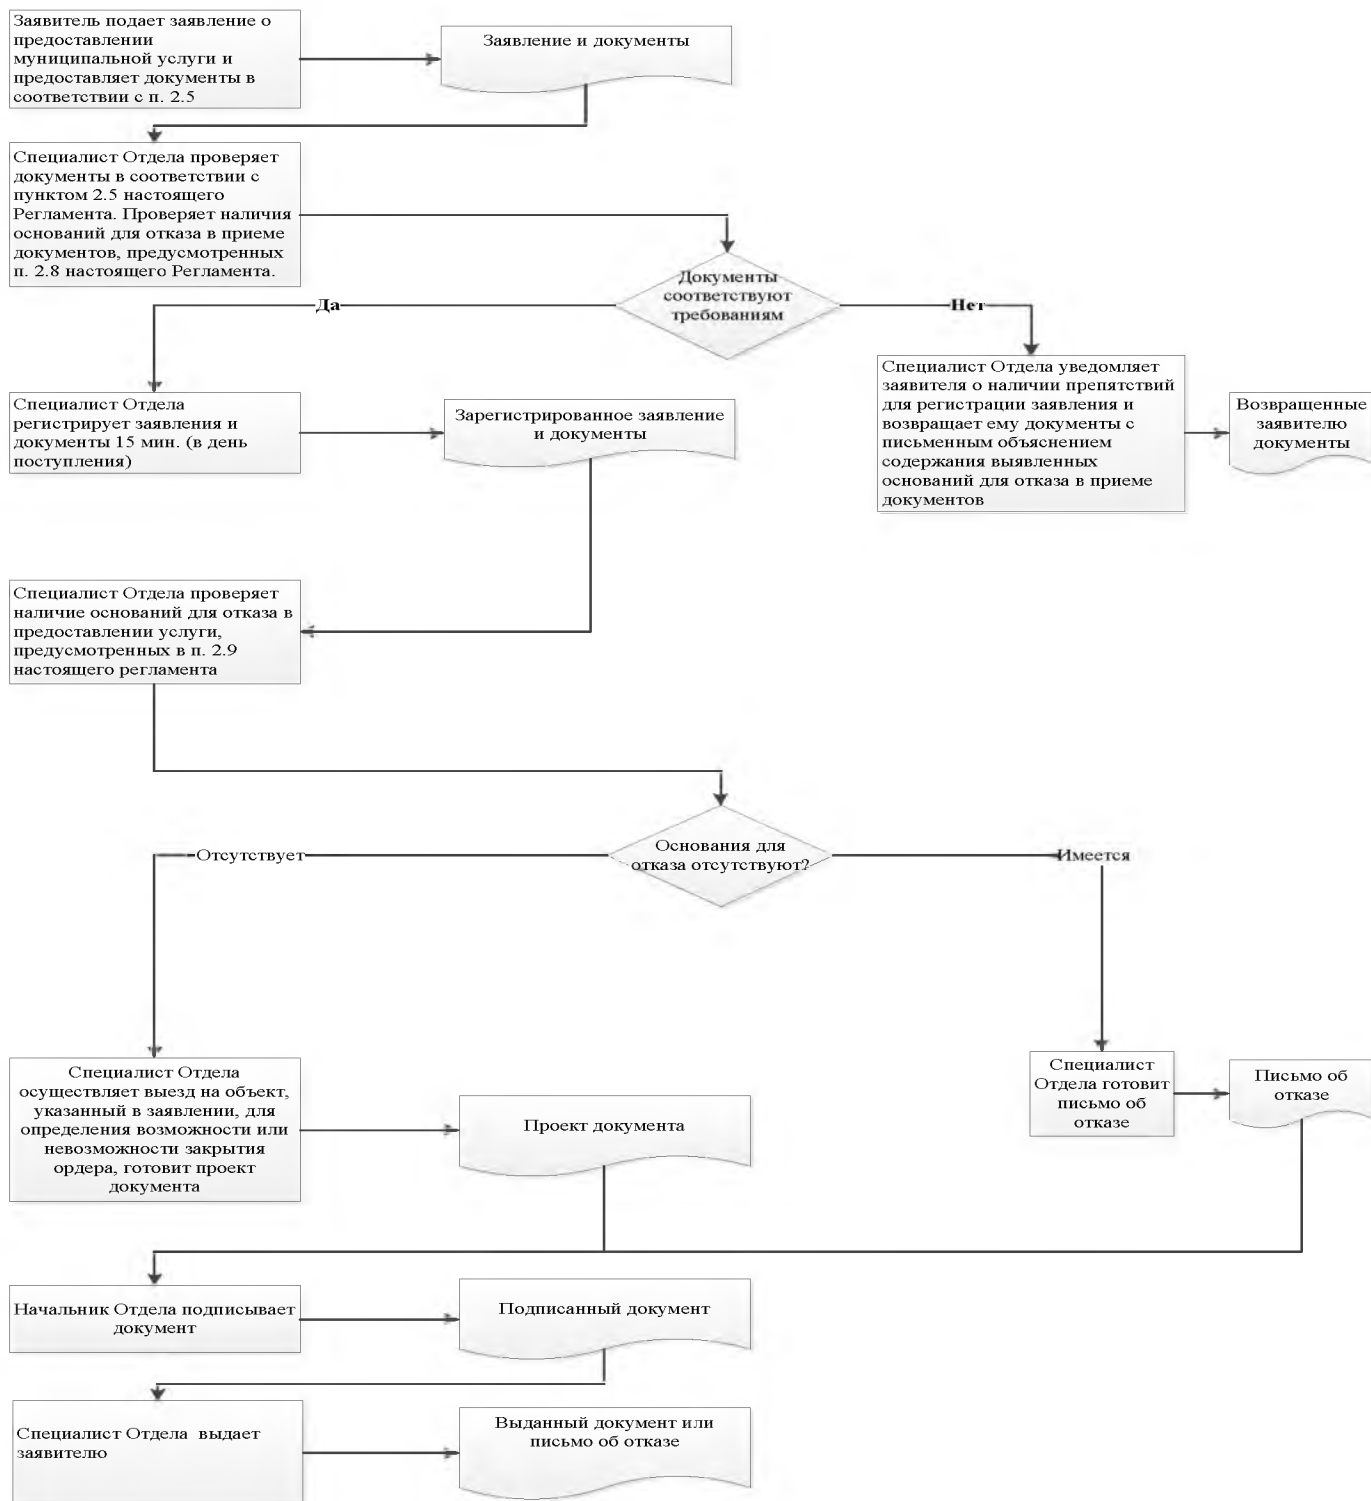 Заявитель подает заявление о
предоставлении
муниципальной услуги и
предоставляет документы в
соответствии с п. 2.5
Заявление и документы
Специалист Отдела проверяет
документы в соответствии с
пунктом 2.5 настоящего
Регламента. Проверяет наличия
оснований для отказа в приеме
документов, предусмотренных
п. 2.8 настоящего Регламента.
Документы
соответствуют
требованиям
Да
Нет
Специалист Отдела
регистрирует заявления и
документы 15 мин. (в день
поступления)
Зарегистрированное заявление
и документы
Специалист Отдела уведомляет
заявителя о наличии препятствий
для регистрации заявления и
возвращает ему документы с
письменным объяснением
содержания выявленных
оснований для отказа в приеме
документов
Возвращенные
заявителю
документы
Специалист Отдела проверяет
наличие оснований для отказа в
предоставлении услуги,
предусмотренных в п. 2.9
настоящего регламента
Основания для
отказа отсутствуют?
Отсутствует
Имеется
Специалист Отдела
осуществляет выезд на объект,
указанный в заявлении, для
определения возможности или
невозможности закрытия
ордера, готовит проект
документа
Проект документа
Специалист
Отдела готовит
письмо об
отказе
Письмо об
отказе
Начальник Отдела подписывает
документ
Подписанный документ
Специалист Отдела  выдает
заявителю
Выданный документ или
письмо об отказе